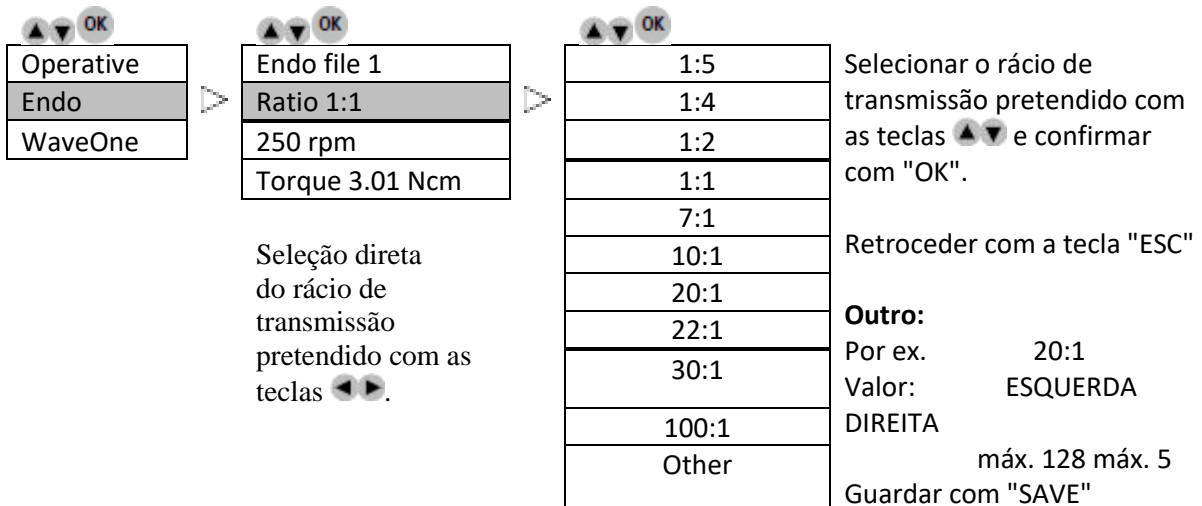 OK
Operative
Endo
WaveOne
OK
Endo file 1
Ratio 1:1
250 rpm
Torque 3.01 Ncm
Seleção direta
do rácio de
transmissão
pretendido com as
teclas .
OK
1:5
1:4
1:2
1:1
7:1
10:1
20:1
22:1
30:1
100:1
Other
Selecionar o rácio de
transmissão pretendido com
as teclas e confirmar
com "OK".
Retroceder com a tecla "ESC"
Outro:
Por ex. 20:1
Valor: ESQUERDA
DIREITA
máx. 128 máx. 5
Guardar com "SAVE"